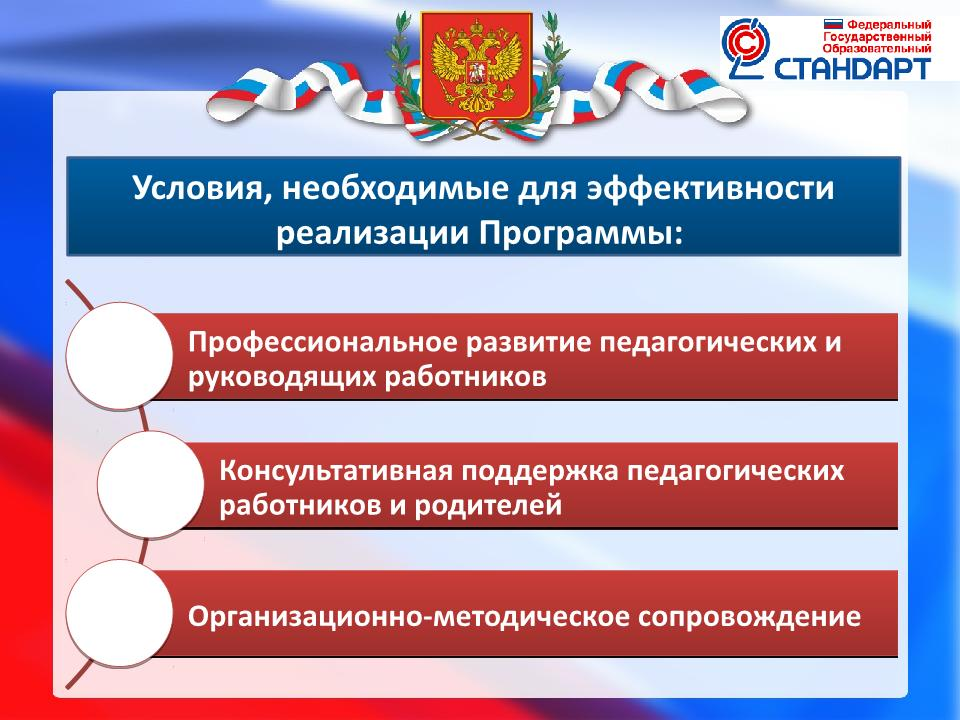 Федеральный
Государственный
Образовательный
СТАНДАРТ
Условия, необходимые для эффективности
реализации Программы:
Профессиональное развитие педагогических и
руководящих работников
Консультативная поддержка педагогических
работников и родителей
Организационно-методическое сопровождение